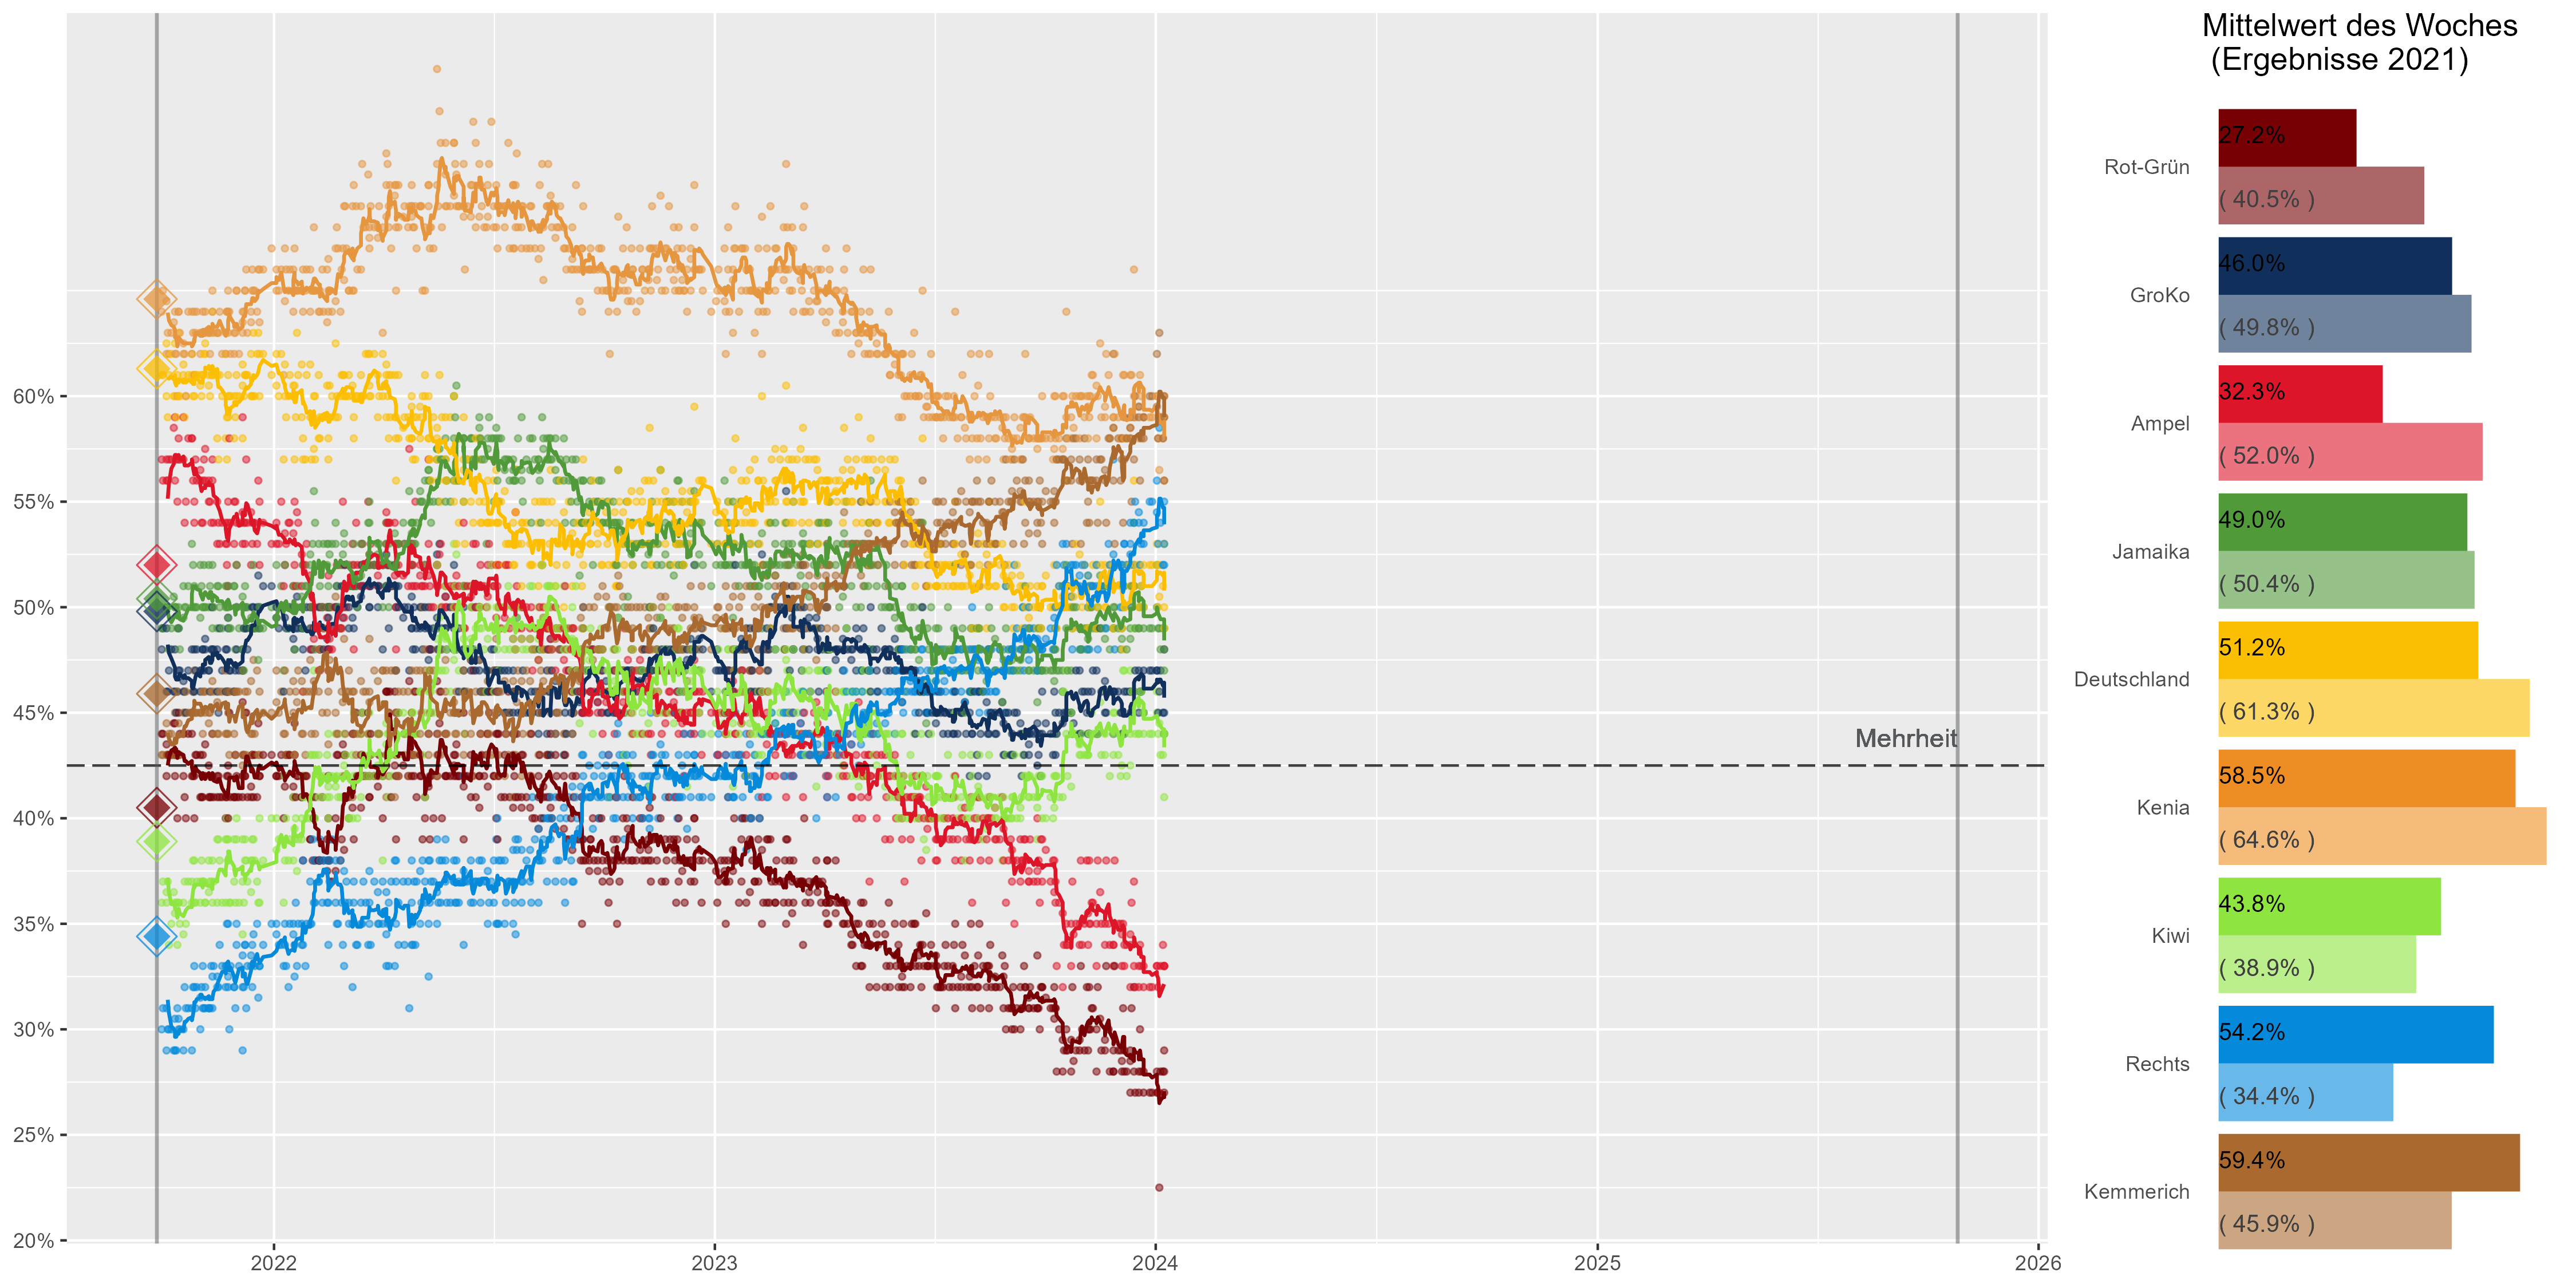 60%
55%
50%
45%
40%
35%
30%
25%
20%
2022
2023
2024
2025
2026
Mehrheit
Mittelwert des Woches
(Ergebnisse 2021)
Rot-Grün
27.2%
( 40.5% )
GroKo
46.0%
( 49.8% )
Ampel
32.3%
( 52.0% )
Jamaika
49.0%
( 50.4% )
Deutschland
51.2%
( 61.3% )
Kenia
58.5%
( 64.6% )
Kiwi
43.8%
( 38.9% )
Rechts
54.2%
( 34.4% )
Kemmerich
59.4%
( 45.9% )